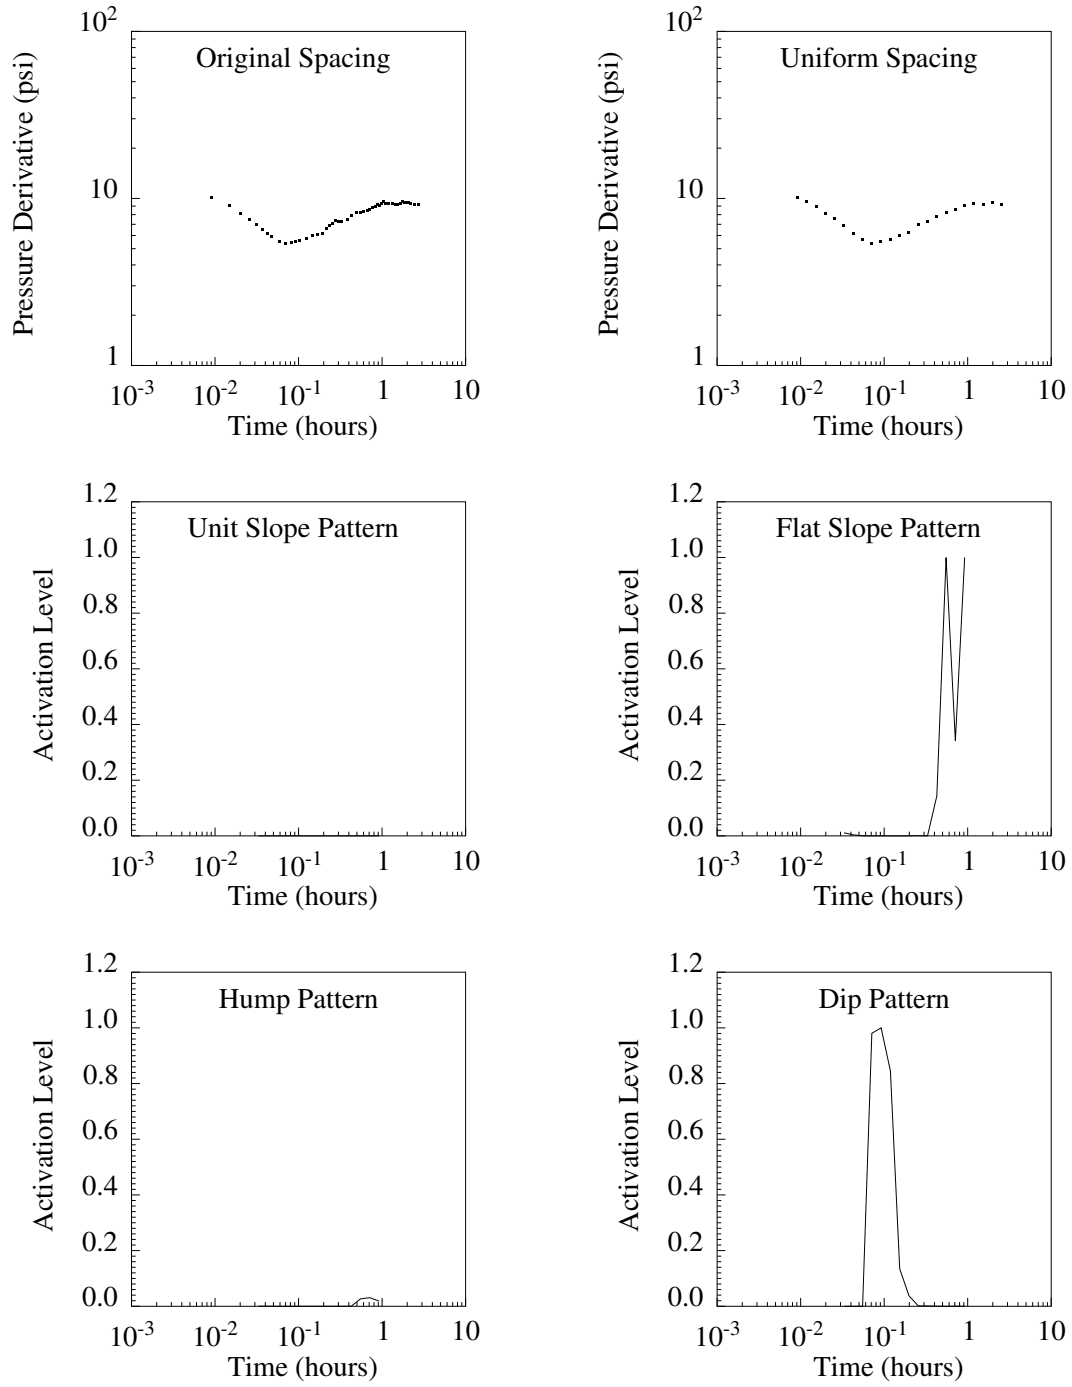 10²
Original Spacing
10
1
Pressure Derivative (psi)
10⁻³ 10⁻² 10⁻¹ 1 10
Time (hours)
10²
Uniform Spacing
10
1
Pressure Derivative (psi)
10⁻³ 10⁻² 10⁻¹ 1 10
Time (hours)
1.2
Unit Slope Pattern
1.0
0.8
0.6
0.4
0.2
0.0
Activation Level
10⁻³ 10⁻² 10⁻¹ 1 10
Time (hours)
1.2
Flat Slope Pattern
1.0
0.8
0.6
0.4
0.2
0.0
Activation Level
10⁻³ 10⁻² 10⁻¹ 1 10
Time (hours)
1.2
Hump Pattern
1.0
0.8
0.6
0.4
0.2
0.0
Activation Level
10⁻³ 10⁻² 10⁻¹ 1 10
Time (hours)
1.2
Dip Pattern
1.0
0.8
0.6
0.4
0.2
0.0
Activation Level
10⁻³ 10⁻² 10⁻¹ 1 10
Time (hours)